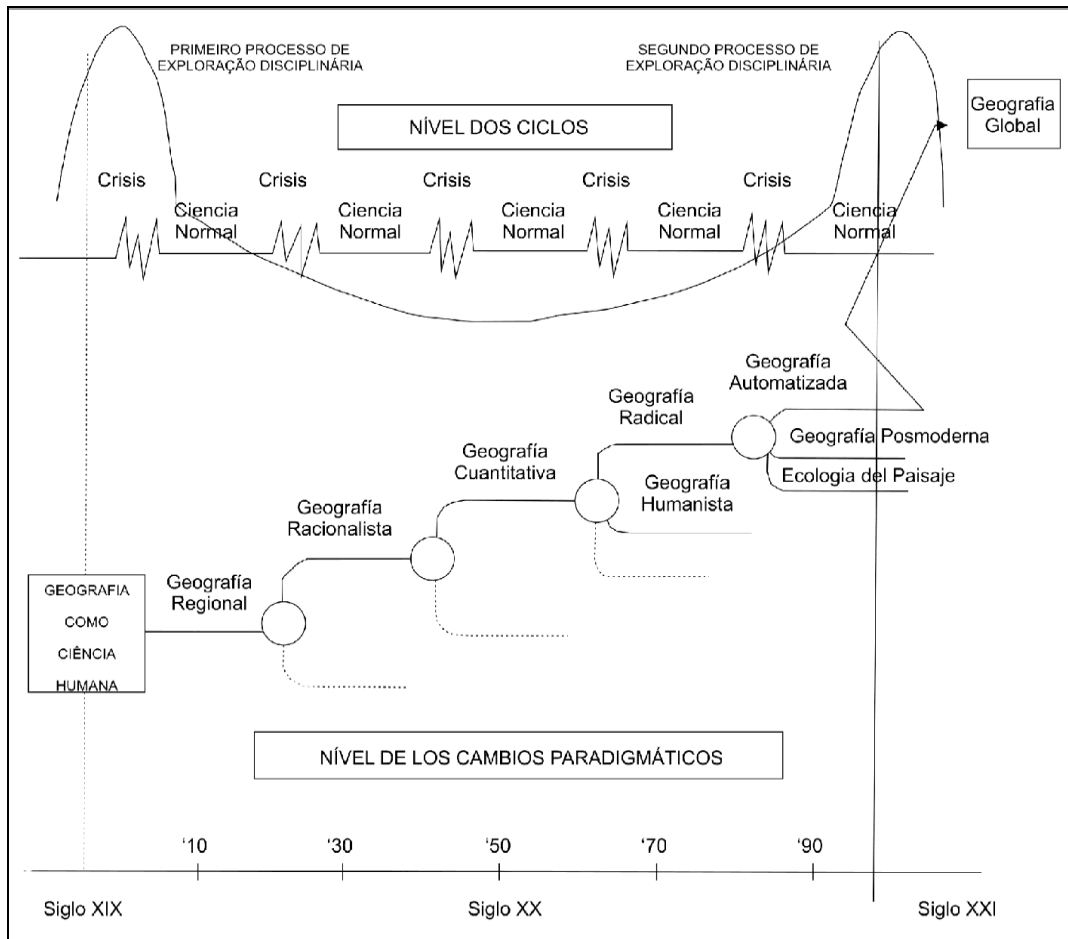 PRIMEIRO PROCESSO DE
EXPLORAÇÃO DISCIPLINÁRIA
SEGUNDO PROCESSO DE
EXPLORAÇÃO DISCIPLINÁRIA
Geografia
Global
NÍVEL DOS CICLOS
Crisis
Crisis
Crisis
Crisis
Crisis
Ciencia
Normal
Ciencia
Normal
Ciencia
Normal
Ciencia
Normal
Ciencia
Normal
Geografía
Automatizada
Geografía
Radical
Geografía Posmoderna
Geografía
Cuantitativa
Ecologia del Paisaje
Geografía
Humanista
Geografía
Racionalista
Geografía
Regional
GEOGRAFIA
COMO
CIÊNCIA
HUMANA
NÍVEL DE LOS CAMBIOS PARADIGMÁTICOS
‘10
‘30
‘50
‘70
‘90
Siglo XIX
Siglo XX
Siglo XXI